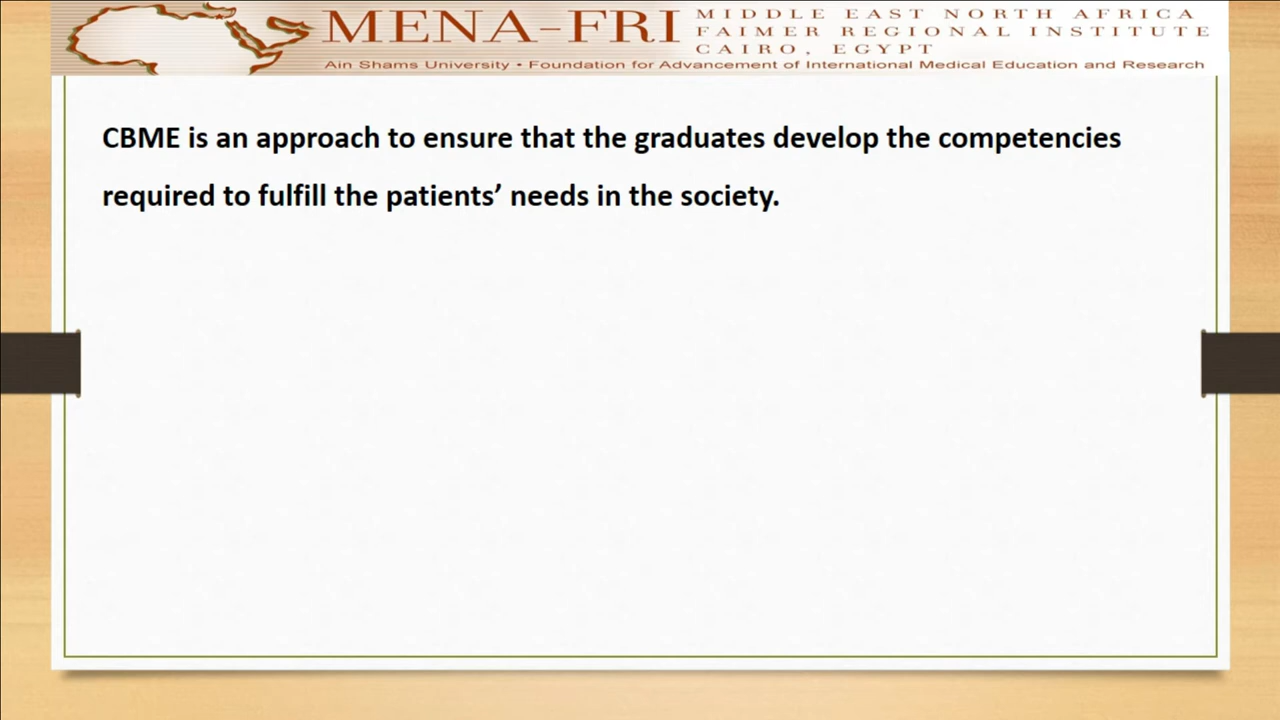 MENA-FRI
MIDDLE EAST NORTH AFRICA
FAIMER REGIONAL INSTITUTE
CAIRO, EGYPT
Ain Shams University • Foundation for Advancement of International Medical Education and Research
CBME is an approach to ensure that the graduates develop the competencies
required to fulfill the patients’ needs in the society.